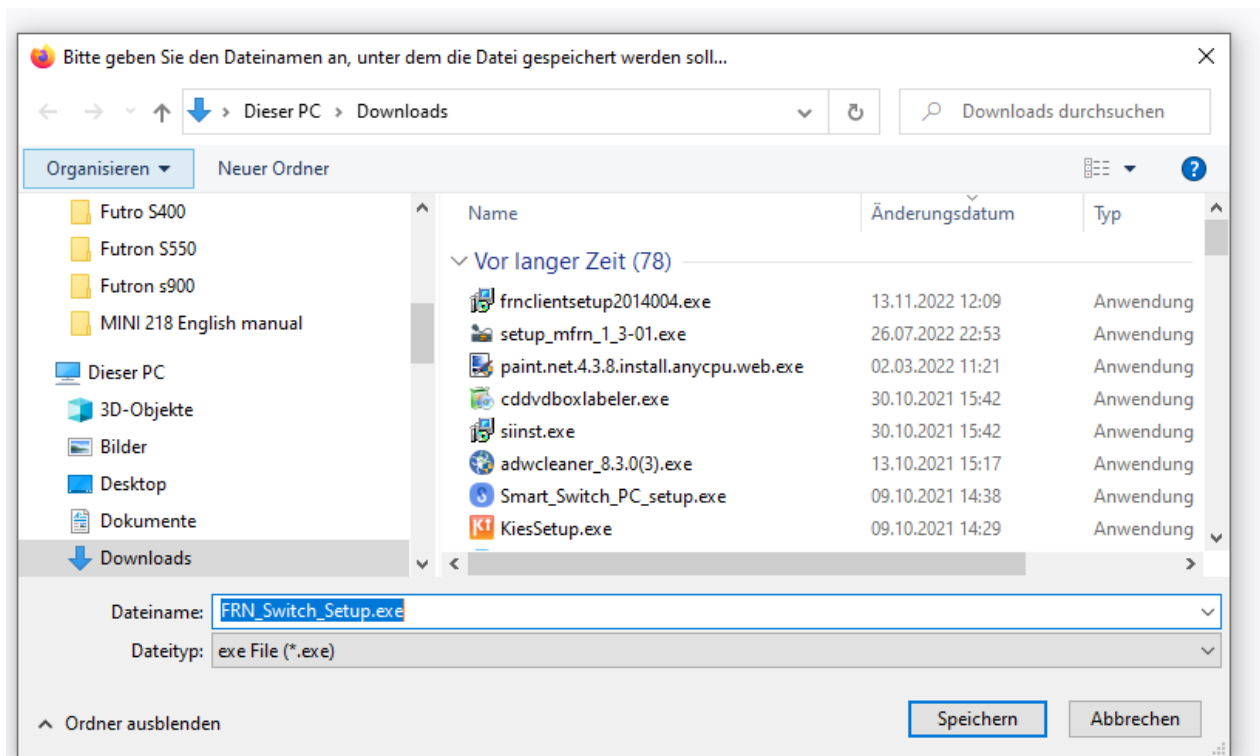 Bitte geben Sie den Dateinamen an, unter dem die Datei gespeichert werden soll...
Dieser PC > Downloads
Downloads durchsuchen
Organisieren
Neuer Ordner
?
Futro S400
Futron S550
Futron s900
MINI 218 English manual
Dieser PC
3D-Objekte
Bilder
Desktop
Dokumente
Downloads
Name Änderungsdatum Typ
Vor langer Zeit (78)
frnclientsetup2014004.exe 13.11.2022 12:09 Anwendung
setup_mfrn_1_3-01.exe 26.07.2022 22:53 Anwendung
paint.net.4.3.8.install.anycpu.web.exe 02.03.2022 11:21 Anwendung
cddvdboxlabeler.exe 30.10.2021 15:42 Anwendung
siinst.exe 30.10.2021 15:42 Anwendung
adwcleaner_8.3.0(3).exe 13.10.2021 15:17 Anwendung
Smart_Switch_PC_setup.exe 09.10.2021 14:38 Anwendung
KiesSetup.exe 09.10.2021 14:29 Anwendung
Dateiname: FRN_Switch_Setup.exe
Dateityp: exe File (*.exe)
Ordner ausblenden
Speichern
Abbrechen